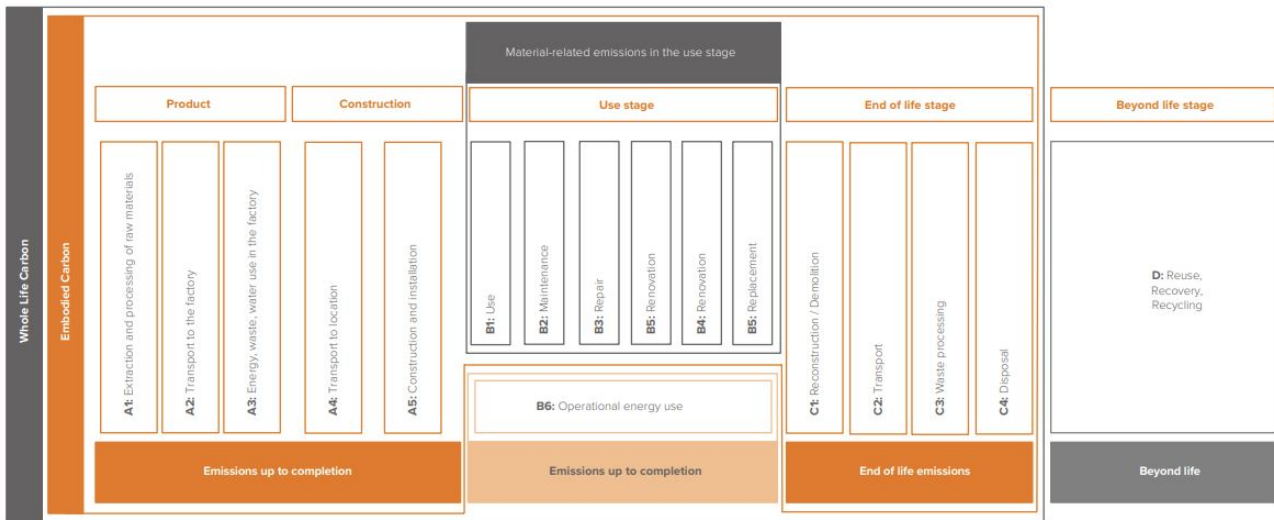 Whole Life Carbon
Embodied Carbon
Material-related emissions in the use stage
Product
Construction
Use stage
End of life stage
Beyond life stage
A1: Extraction and processing of raw materials
A2: Transport to the factory
A3: Energy, waste, water use in the factory
A4: Transport to location
A5: Construction and installation
B1: Use
B2: Maintenance
B3: Repair
B5: Renovation
B4: Renovation
B5: Replacement
B6: Operational energy use
C1: Reconstruction / Demolition
C2: Transport
C3: Waste processing
C4: Disposal
D: Reuse,
Recovery,
Recycling
Emissions up to completion
Emissions up to completion
End of life emissions
Beyond life